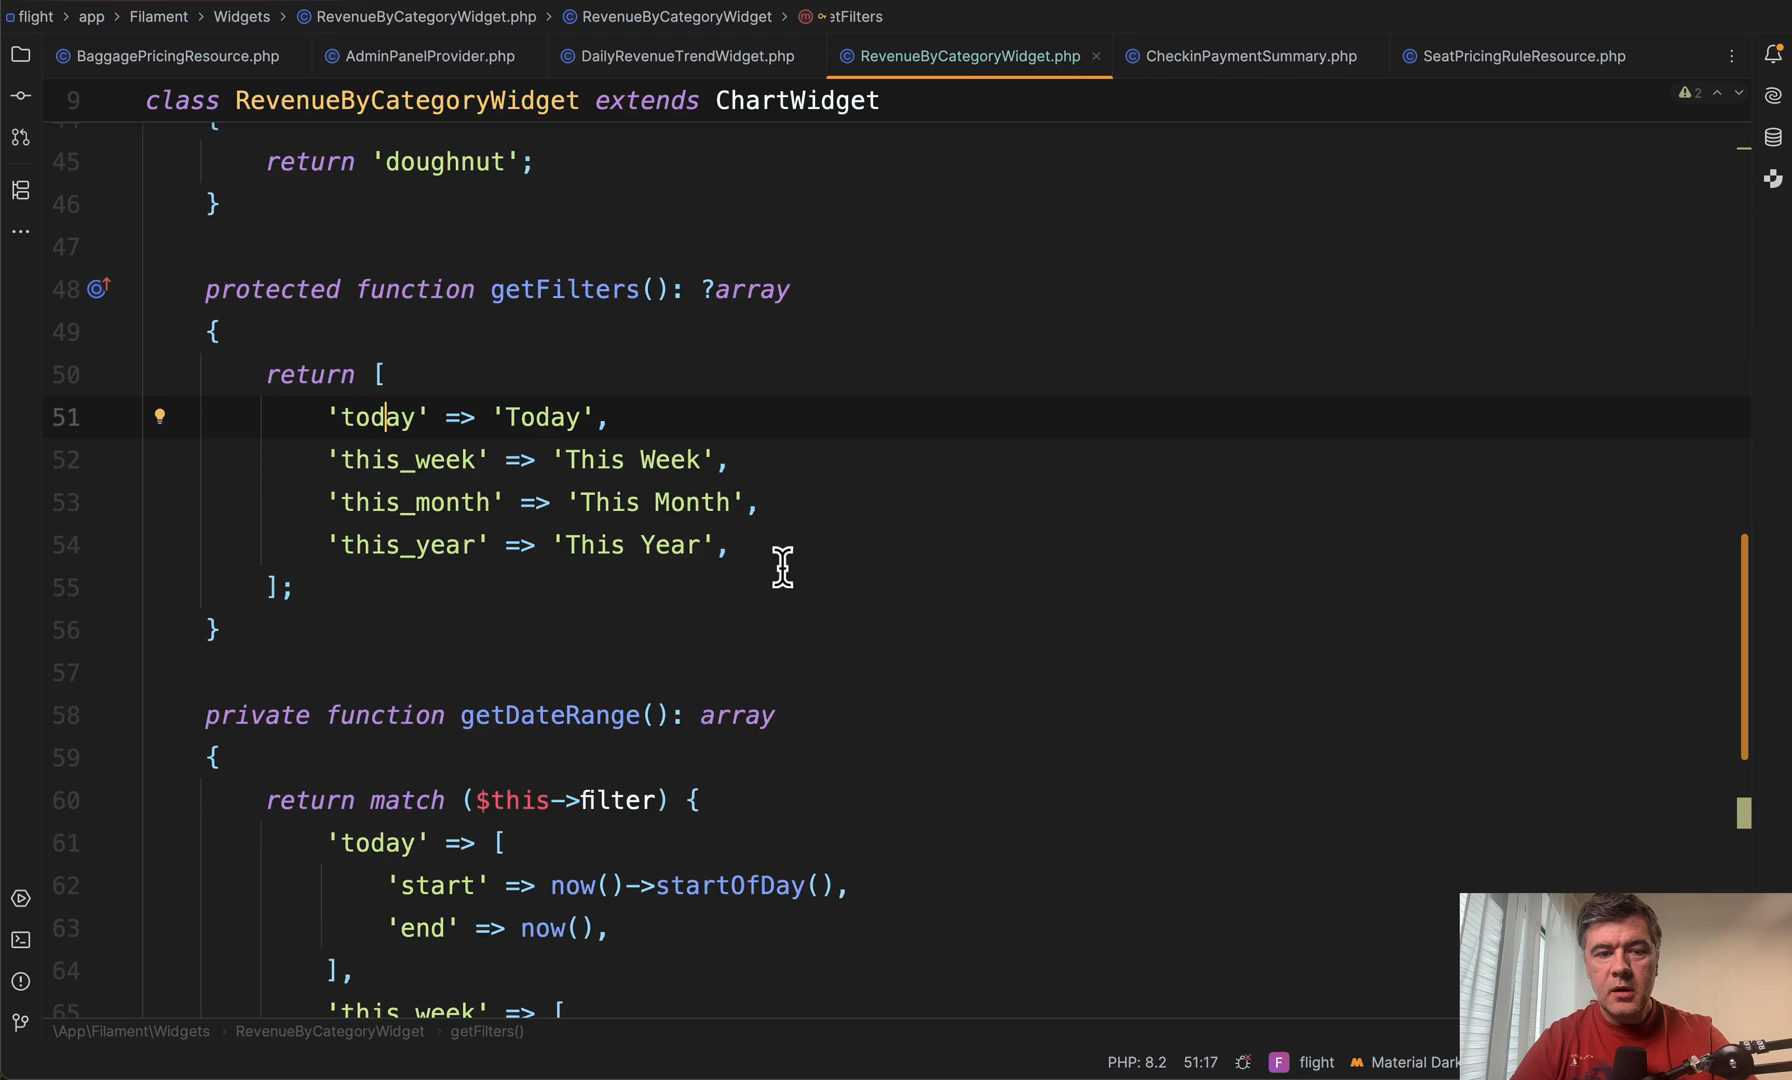 flight > app > Filament > Widgets > RevenueByCategoryWidget.php > RevenueByCategoryWidget > etFilters
BaggagePricingResource.php AdminPanelProvider.php DailyRevenueTrendWidget.php RevenueByCategoryWidget.php CheckinPaymentSummary.php SeatPricingRuleResource.php
9 class RevenueByCategoryWidget extends ChartWidget 2
44 {
45 return 'doughnut';
46 }
47
48 protected function getFilters(): ?array
49 {
50 return [
51 'today' => 'Today',
52 'this_week' => 'This Week',
53 'this_month' => 'This Month',
54 'this_year' => 'This Year',
55 ];
56 }
57
58 private function getDateRange(): array
59 {
60 return match ($this->filter) {
61 'today' => [
62 'start' => now()->startOfDay(),
63 'end' => now(),
64 ],
65 'this_week' => [
\App\Filament\Widgets > RevenueByCategoryWidget > getFilters()
PHP: 8.2 51:17 F flight Material Dark